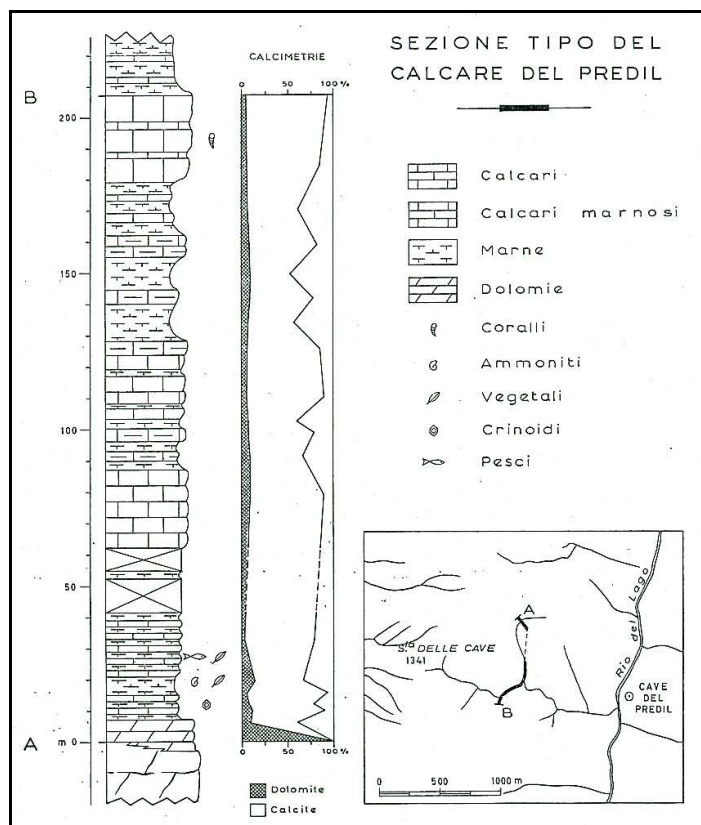 SEZIONE TIPO DEL
CALCARE DEL PREDIL
CALCIMETRIE
0 50 100%
B
200
150
100
50
m 0
A
0 50 100%
Dolomite
Calcite
Calcari
Calcari marnosi
Marne
Dolomie
Coralli
Ammoniti
Vegetali
Crinoidi
Pesci
A
B
Sta DELLE CAVE
1341
Rio del Lago
CAVE
DEL
PREDIL
0 500 1000 m